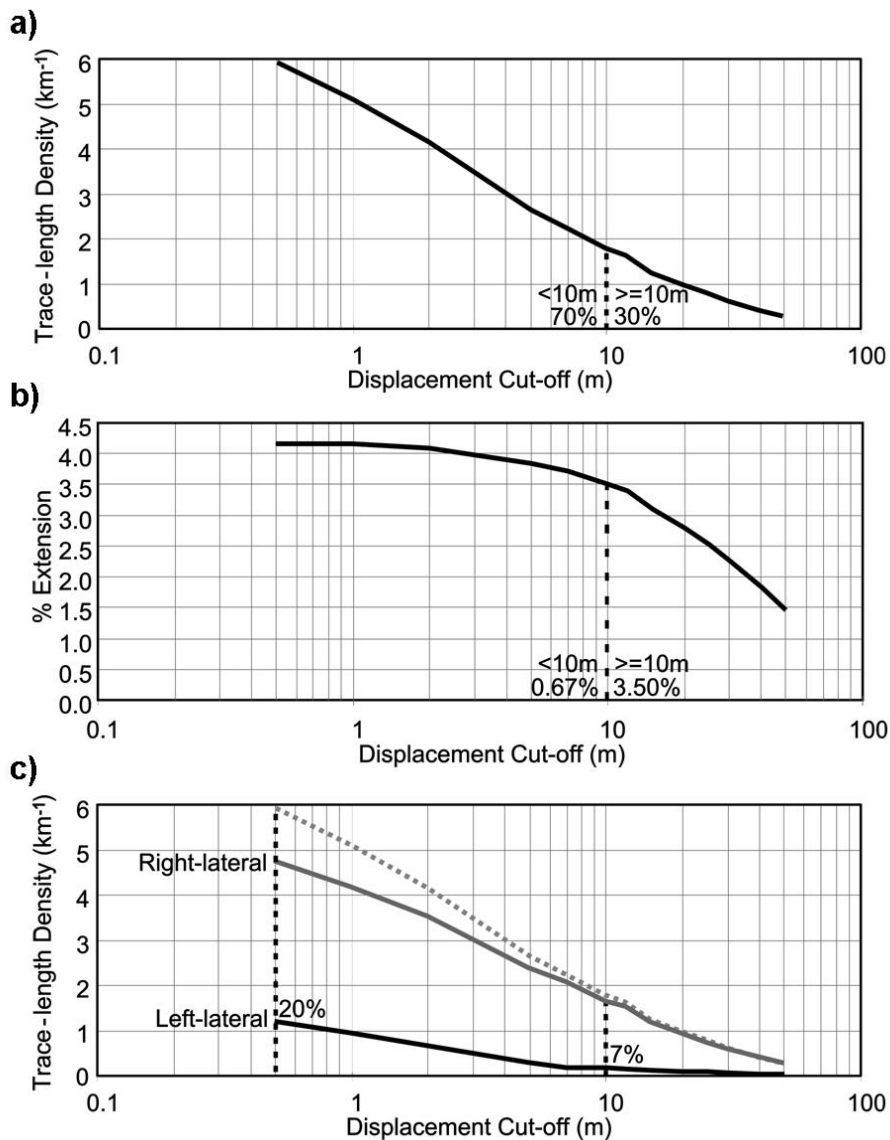 a)
Trace-length Density (km-1)
6
5
4
3
2
1
0
<10m >=10m
70% 30%
0.1 1 10 100
Displacement Cut-off (m)
b)
% Extension
4.5
4.0
3.5
3.0
2.5
2.0
1.5
1.0
0.5
0.0
<10m >=10m
0.67% 3.50%
0.1 1 10 100
Displacement Cut-off (m)
c)
Trace-length Density (km-1)
6
5
4
3
2
1
0
Right-lateral
Left-lateral
20%
7%
0.1 1 10 100
Displacement Cut-off (m)